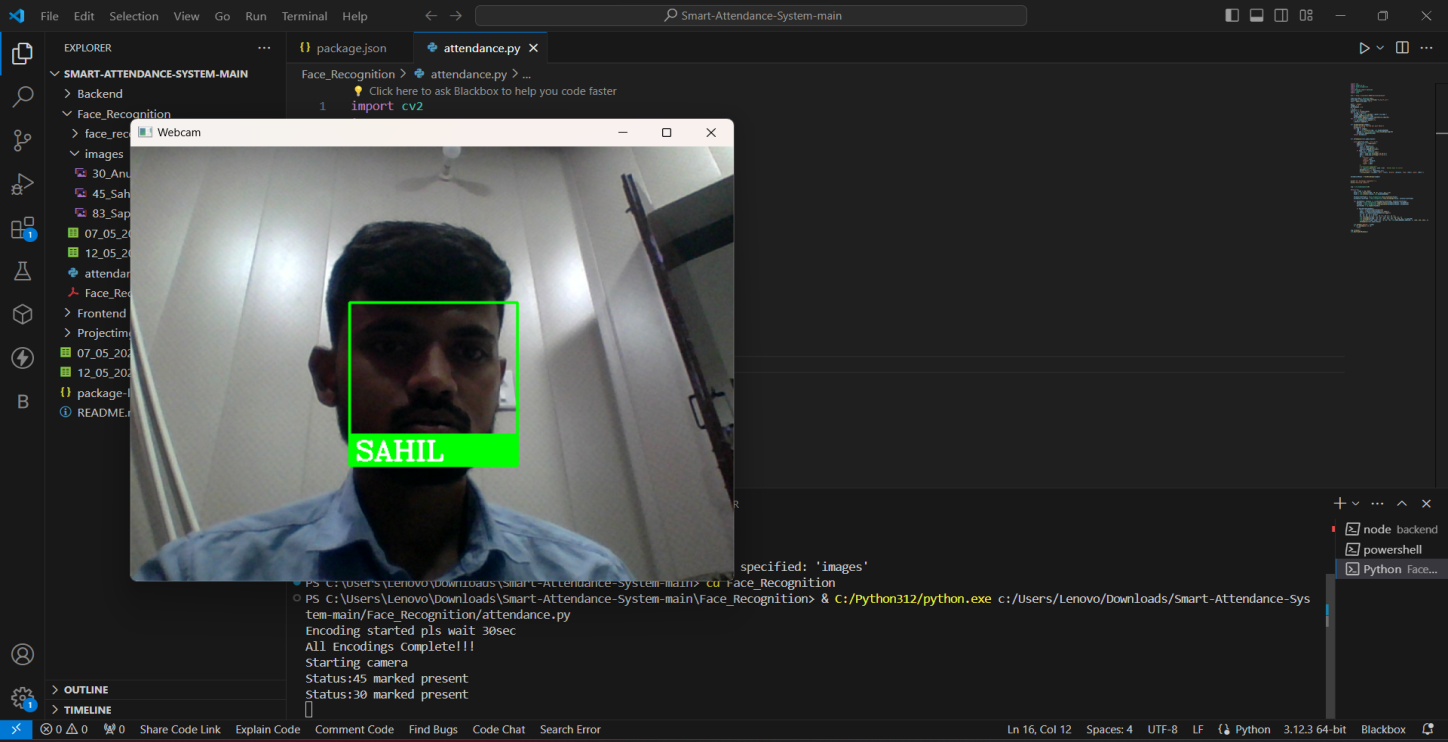 File Edit Selection View Go Run Terminal Help
Smart-Attendance-System-main
EXPLORER
SMART-ATTENDANCE-SYSTEM-MAIN
Backend
Face_Recognition
face_rec
images
30_Anu
45_Sah
83_Sap
07_05_20
12_05_20
attendan
Face_Rec
Frontend
Projectim
07_05_202
12_05_202
package-l
README.
OUTLINE
TIMELINE
package.json
attendance.py
Face_Recognition > attendance.py > ...
Click here to ask Blackbox to help you code faster
1 import cv2
Webcam
SAHIL
specified: 'images'
PS C:\Users\Lenovo\Downloads\Smart-Attendance-System-main> cd Face_Recognition
PS C:\Users\Lenovo\Downloads\Smart-Attendance-System-main\Face_Recognition> & C:/Python312/python.exe c:/Users/Lenovo/Downloads/Smart-Attendance-Sys
tem-main/Face_Recognition/attendance.py
Encoding started pls wait 30sec
All Encodings Complete!!!
Starting camera
Status:45 marked present
Status:30 marked present
node backend
powershell
Python Face...
0 0 0 Share Code Link Explain Code Comment Code Find Bugs Code Chat Search Error Ln 16, Col 12 Spaces: 4 UTF-8 LF Python 3.12.3 64-bit Blackbox